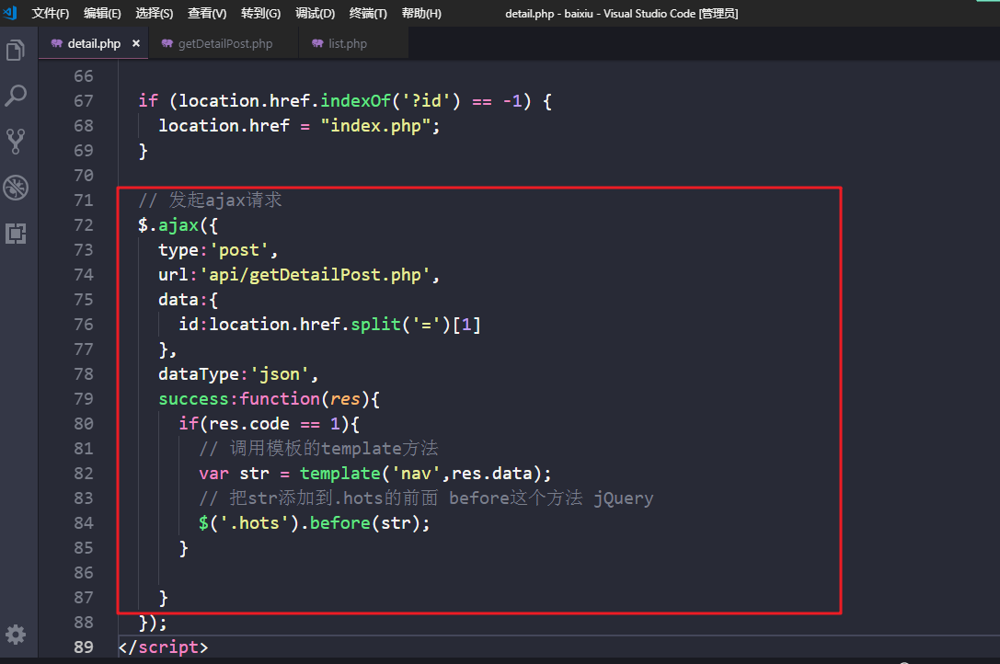 文件(F) 编辑(E) 选择(S) 查看(V) 转到(G) 调试(D) 终端(T) 帮助(H) detail.php - baixiu - Visual Studio Code [管理员]
detail.php × getDetailPost.php list.php
66
67 if (location.href.indexOf('?id') == -1) {
68 location.href = "index.php";
69 }
70
71 // 发起ajax请求
72 $.ajax({
73 type:'post',
74 url:'api/getDetailPost.php',
75 data:{
76 id:location.href.split('=')[1]
77 },
78 dataType:'json',
79 success:function(res){
80 if(res.code == 1){
81 // 调用模板的template方法
82 var str = template('nav',res.data);
83 // 把str添加到.hots的前面 before这个方法 jQuery
84 $('.hots').before(str);
85 }
86
87 }
88 });
89 </script>